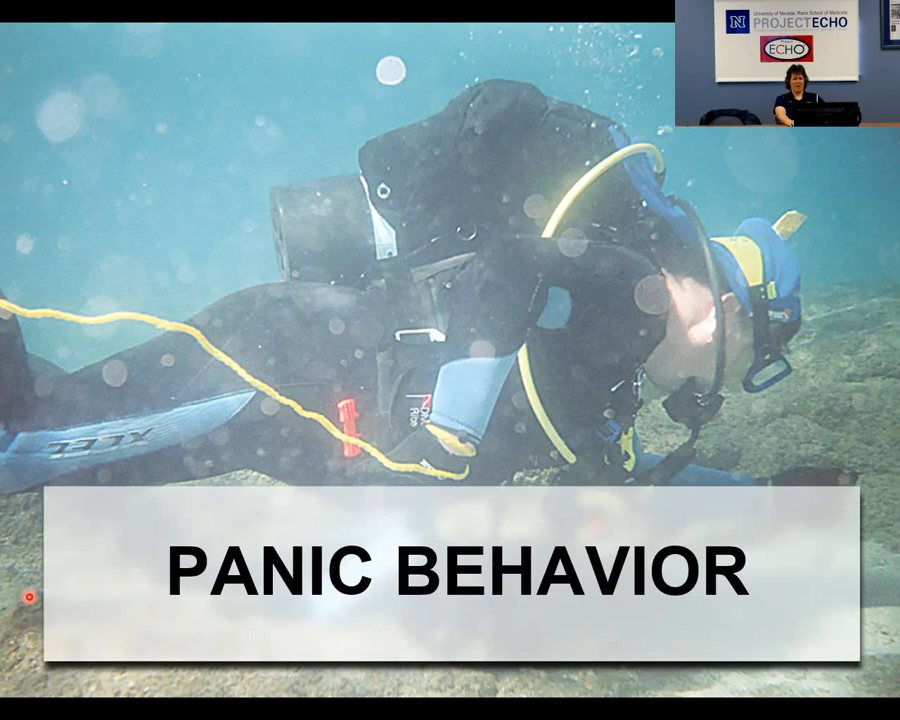 University of Nevada, Reno School of Medicine
N PROJECT ECHO
ECHO
XCEL
PANIC BEHAVIOR